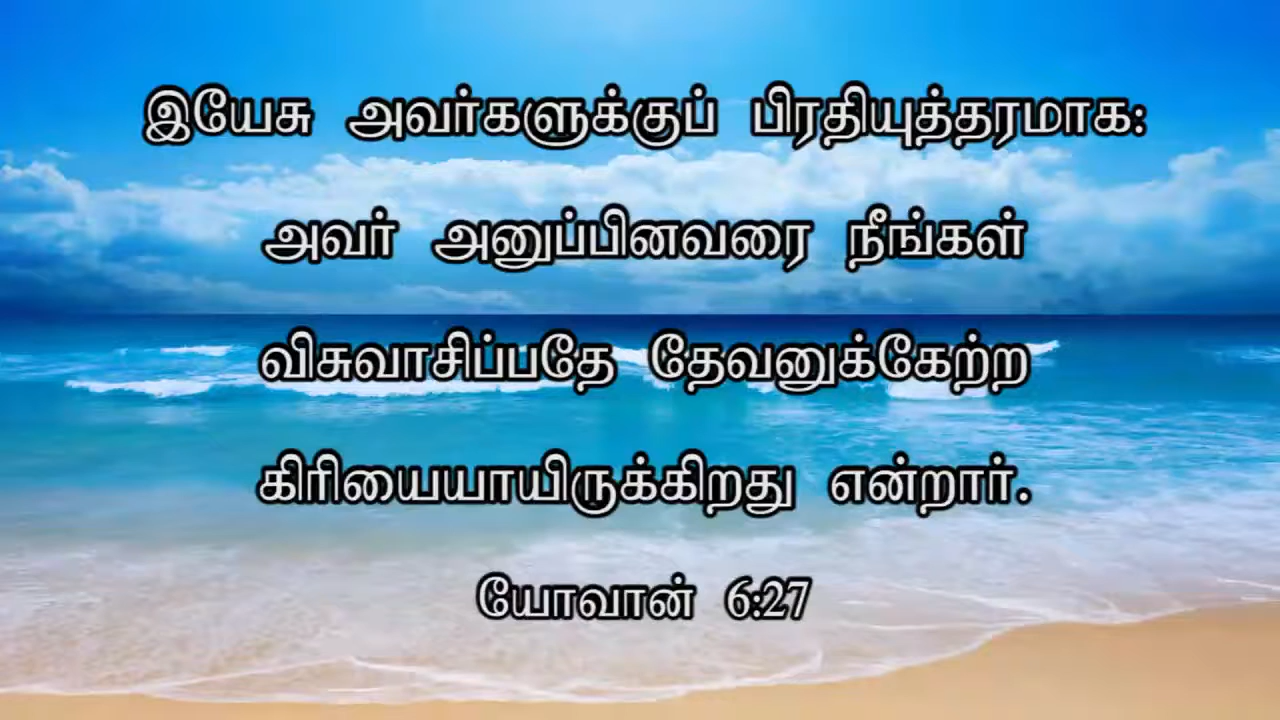 இயேசு அவர்களுக்குப் பிரதியுத்தரமாக:
அவர் அனுப்பினவரை நீங்கள்
விசுவாசிப்பதே தேவனுக்கேற்ற
கிரியையாயிருக்கிறது என்றார்.
யோவான் 6:27